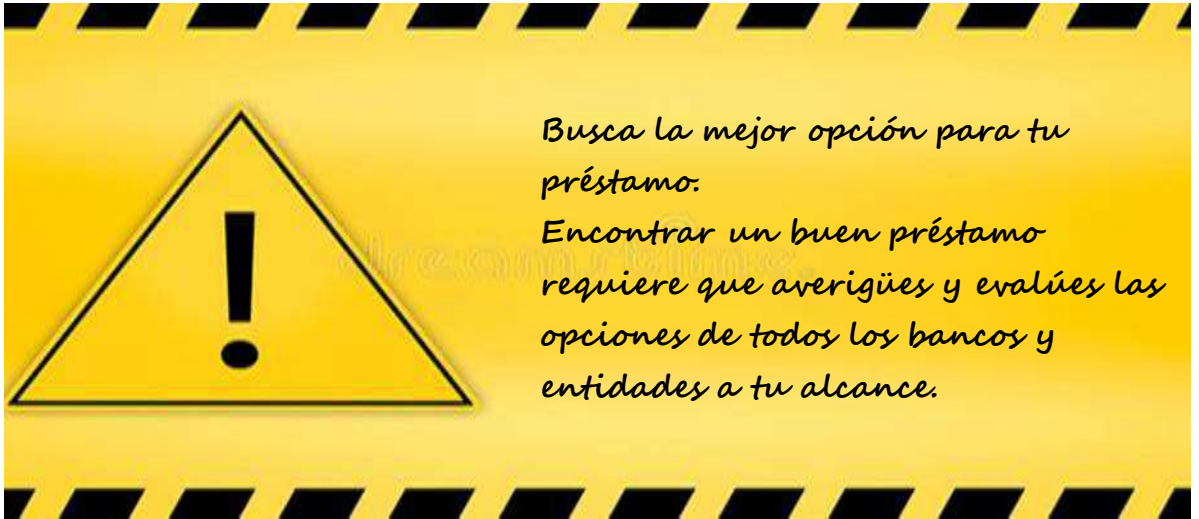 Busca la mejor opción para tu
préstamo.
Encontrar un buen préstamo
requiere que averigües y evalúes las
opciones de todos los bancos y
entidades a tu alcance.
dreamstime.
!